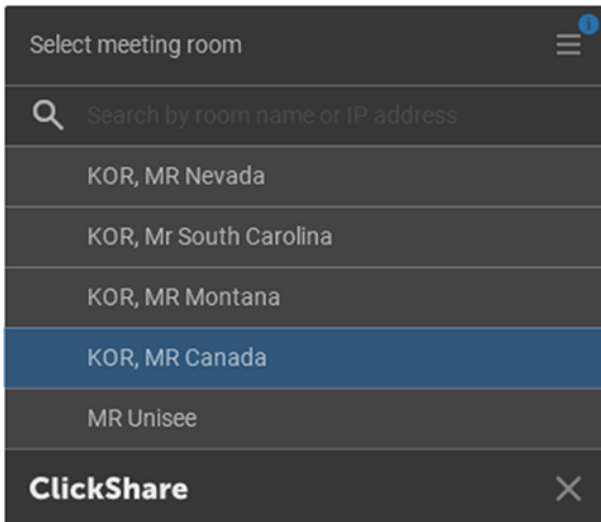 Select meeting room
i
Search by room name or IP address
KOR, MR Nevada
KOR, Mr South Carolina
KOR, MR Montana
KOR, MR Canada
MR Unisee
ClickShare